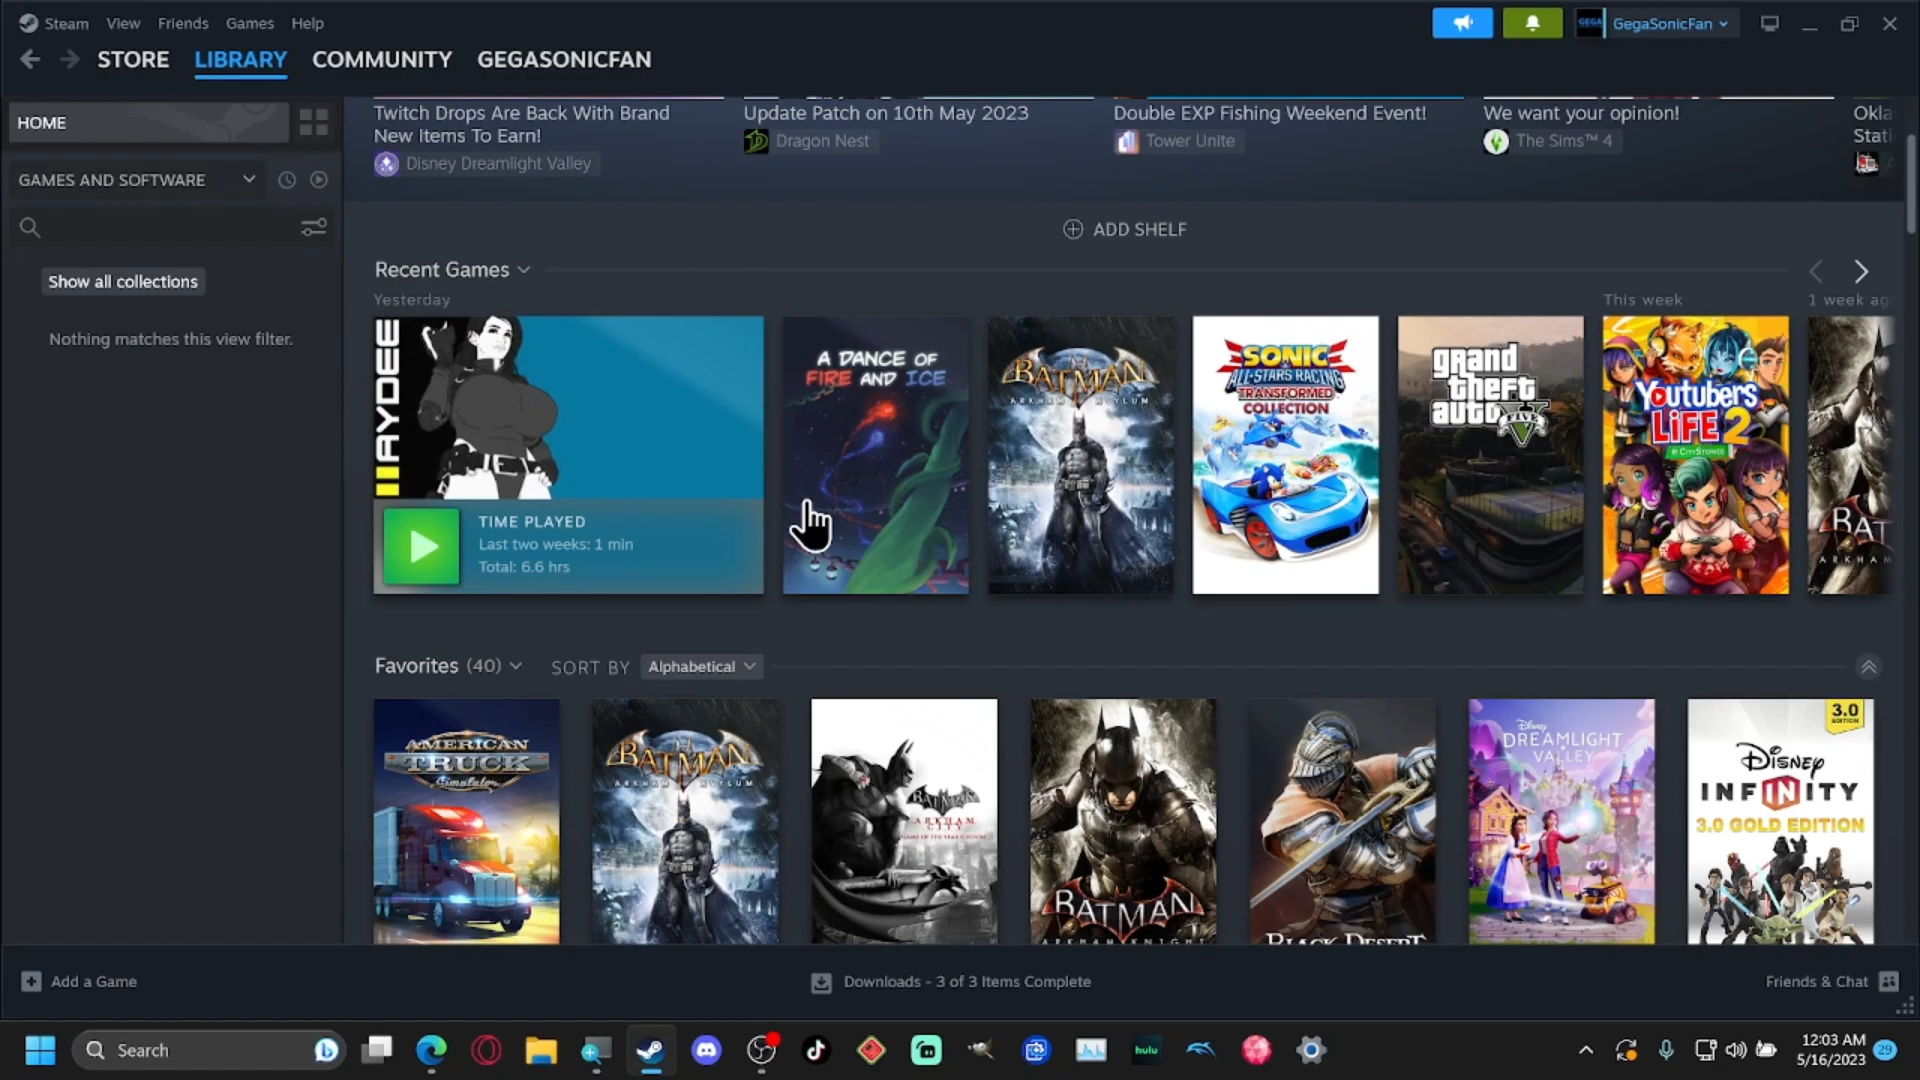 Steam View Friends Games Help
GegaSonicFan
STORE LIBRARY COMMUNITY GEGASONICFAN
HOME
GAMES AND SOFTWARE
Show all collections
Nothing matches this view filter.
Twitch Drops Are Back With Brand
New Items To Earn!
Disney Dreamlight Valley
Update Patch on 10th May 2023
Dragon Nest
Double EXP Fishing Weekend Event!
Tower Unite
We want your opinion!
The Sims™ 4
Okla
Stati
ADD SHELF
Recent Games
Yesterday
This week
1 week ag
HAYDEE
TIME PLAYED
Last two weeks: 1 min
Total: 6.6 hrs
A DANCE OF
FIRE AND ICE
BATMAN
ARKHAM ASYLUM
SONIC
ALL-STARS RACING
TRANSFORMED
COLLECTION
grand
theft
auto
FIVE
Youtubers
LIFE 2
BAT
ARKHAM
Favorites (40) SORT BY Alphabetical
AMERICAN
TRUCK
Simulator
BATMAN
ARKHAM ASYLUM
BATMAN
ARKHAM
CITY
BATMAN
ARKHAM KNIGHT
BLACK DESERT
Disney
DREAMLIGHT
VALLEY
3.0
EDITION
Disney
INFINITY
3.0 GOLD EDITION
Add a Game
Downloads - 3 of 3 Items Complete
Friends & Chat
Search
hulu
12:03 AM
5/16/2023
29